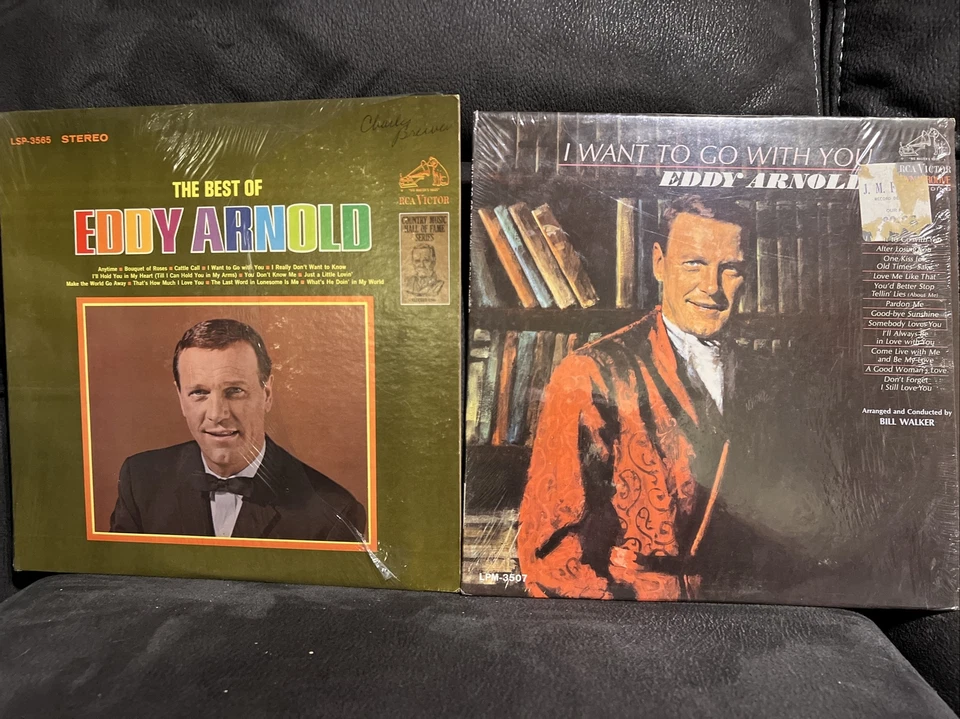 LSP-3565 STEREO
Charley
Brewer
THE BEST OF
EDDY ARNOLD
RCA VICTOR
COUNTRY MUSIC
HALL OF FAME
SERIES
Anytime ■ Bouquet of Roses ■ Cattle Call ■ I Want to Go with You ■ I Really Don't Want to Know
I'll Hold You in My Heart (Till I Can Hold You in My Arms) ■ You Don't Know Me ■ Just a Little Lovin'
Make the World Go Away ■ That's How Much I Love You ■ The Last Word in Lonesome Is Me ■ What's He Doin' in My World
I WANT TO GO WITH YOU
EDDY ARNOLD
RCA VICTOR
J. M.
to Go with You
After Losing You
One Kiss for
Old Times' Sake
Love Me Like That
You'd Better Stop
Tellin' Lies (About Me)
Pardon Me
Good-bye Sunshine
Somebody Loves You
I'll Always Be
in Love with You
Come Live with Me
and Be My Love
A Good Woman's Love
Don't Forget
I Still Love You
Arranged and Conducted by
BILL WALKER
LPM-3507